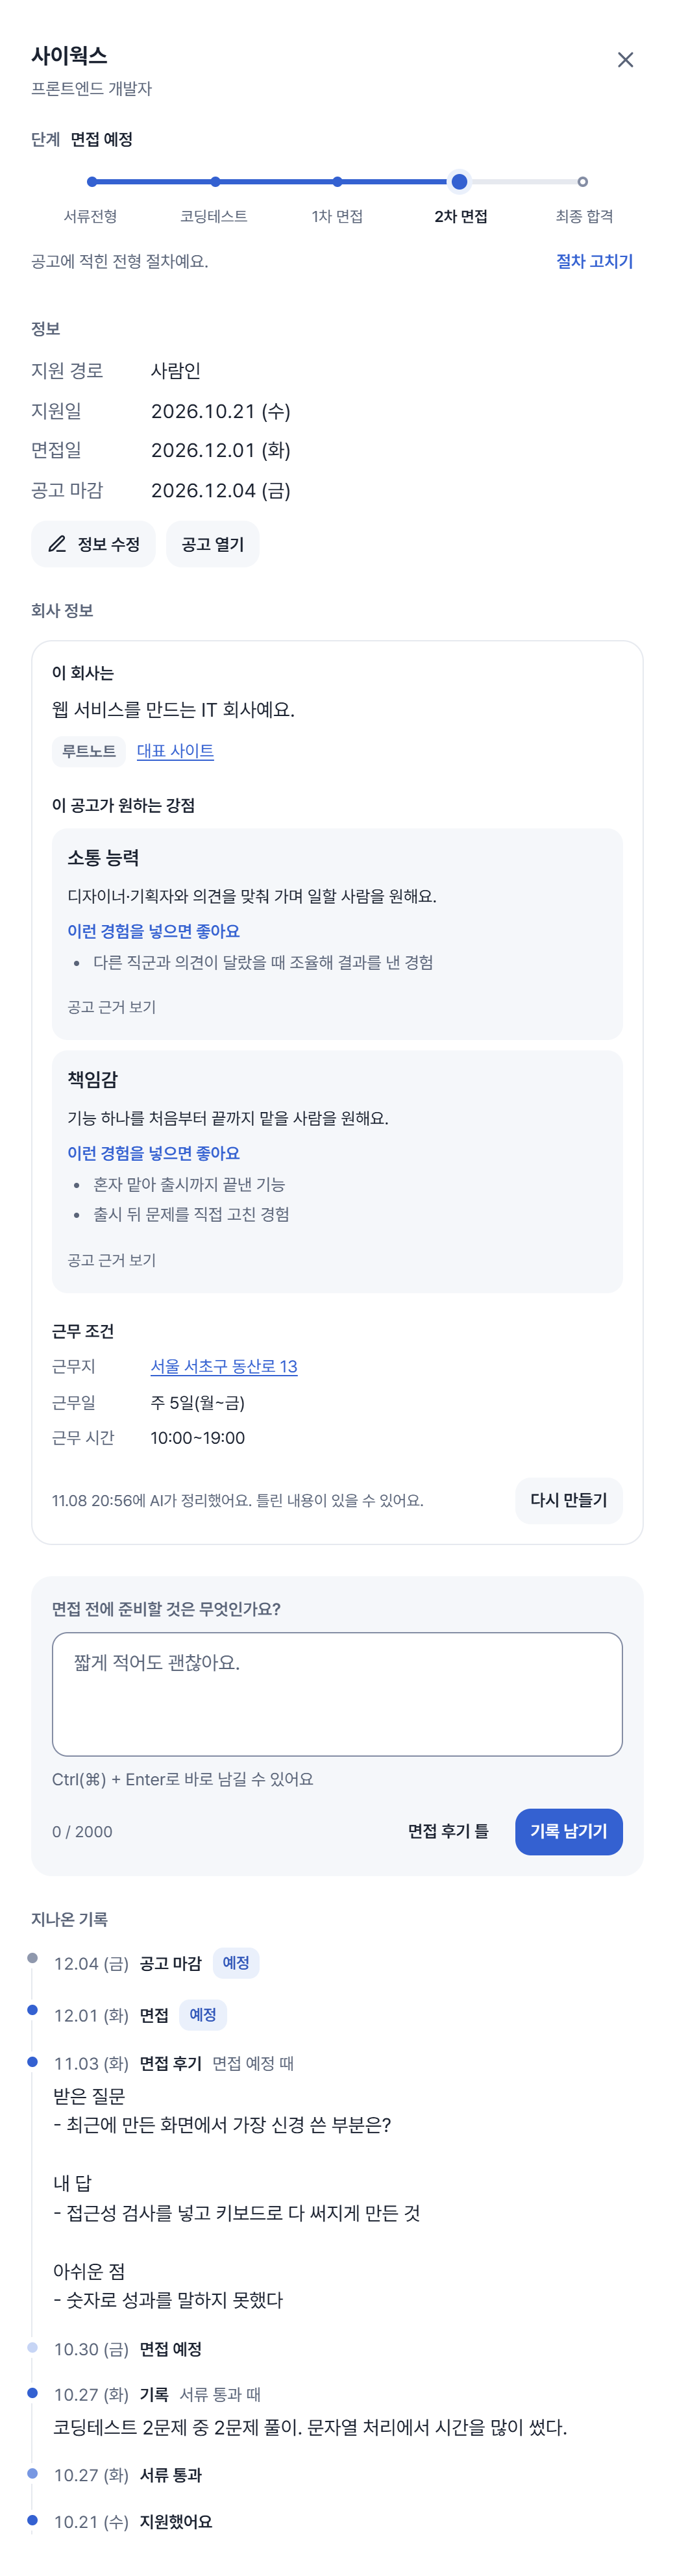 사이웍스
프론트엔드 개발자
단계 면접 예정
서류전형 코딩테스트 1차 면접 2차 면접 최종 합격
공고에 적힌 전형 절차예요. 절차 고치기
정보
지원 경로 사람인
지원일 2026.10.21 (수)
면접일 2026.12.01 (화)
공고 마감 2026.12.04 (금)
정보 수정 공고 열기
회사 정보
이 회사는
웹 서비스를 만드는 IT 회사예요.
루트노트 대표 사이트
이 공고가 원하는 강점
소통 능력
디자이너·기획자와 의견을 맞춰 가며 일할 사람을 원해요.
이런 경험을 넣으면 좋아요
• 다른 직군과 의견이 달랐을 때 조율해 결과를 낸 경험
공고 근거 보기
책임감
기능 하나를 처음부터 끝까지 맡을 사람을 원해요.
이런 경험을 넣으면 좋아요
• 혼자 맡아 출시까지 끝낸 기능
• 출시 뒤 문제를 직접 고친 경험
공고 근거 보기
근무 조건
근무지 서울 서초구 동산로 13
근무일 주 5일(월~금)
근무 시간 10:00~19:00
11.08 20:56에 AI가 정리했어요. 틀린 내용이 있을 수 있어요. 다시 만들기
면접 전에 준비할 것은 무엇인가요?
짧게 적어도 괜찮아요.
Ctrl(⌘) + Enter로 바로 남길 수 있어요
0 / 2000 면접 후기 틀 기록 남기기
지나온 기록
12.04 (금) 공고 마감 예정
12.01 (화) 면접 예정
11.03 (화) 면접 후기 면접 예정 때
받은 질문
- 최근에 만든 화면에서 가장 신경 쓴 부분은?
내 답
- 접근성 검사를 넣고 키보드로 다 써지게 만든 것
아쉬운 점
- 숫자로 성과를 말하지 못했다
10.30 (금) 면접 예정
10.27 (화) 기록 서류 통과 때
코딩테스트 2문제 중 2문제 풀이. 문자열 처리에서 시간을 많이 썼다.
10.27 (화) 서류 통과
10.21 (수) 지원했어요